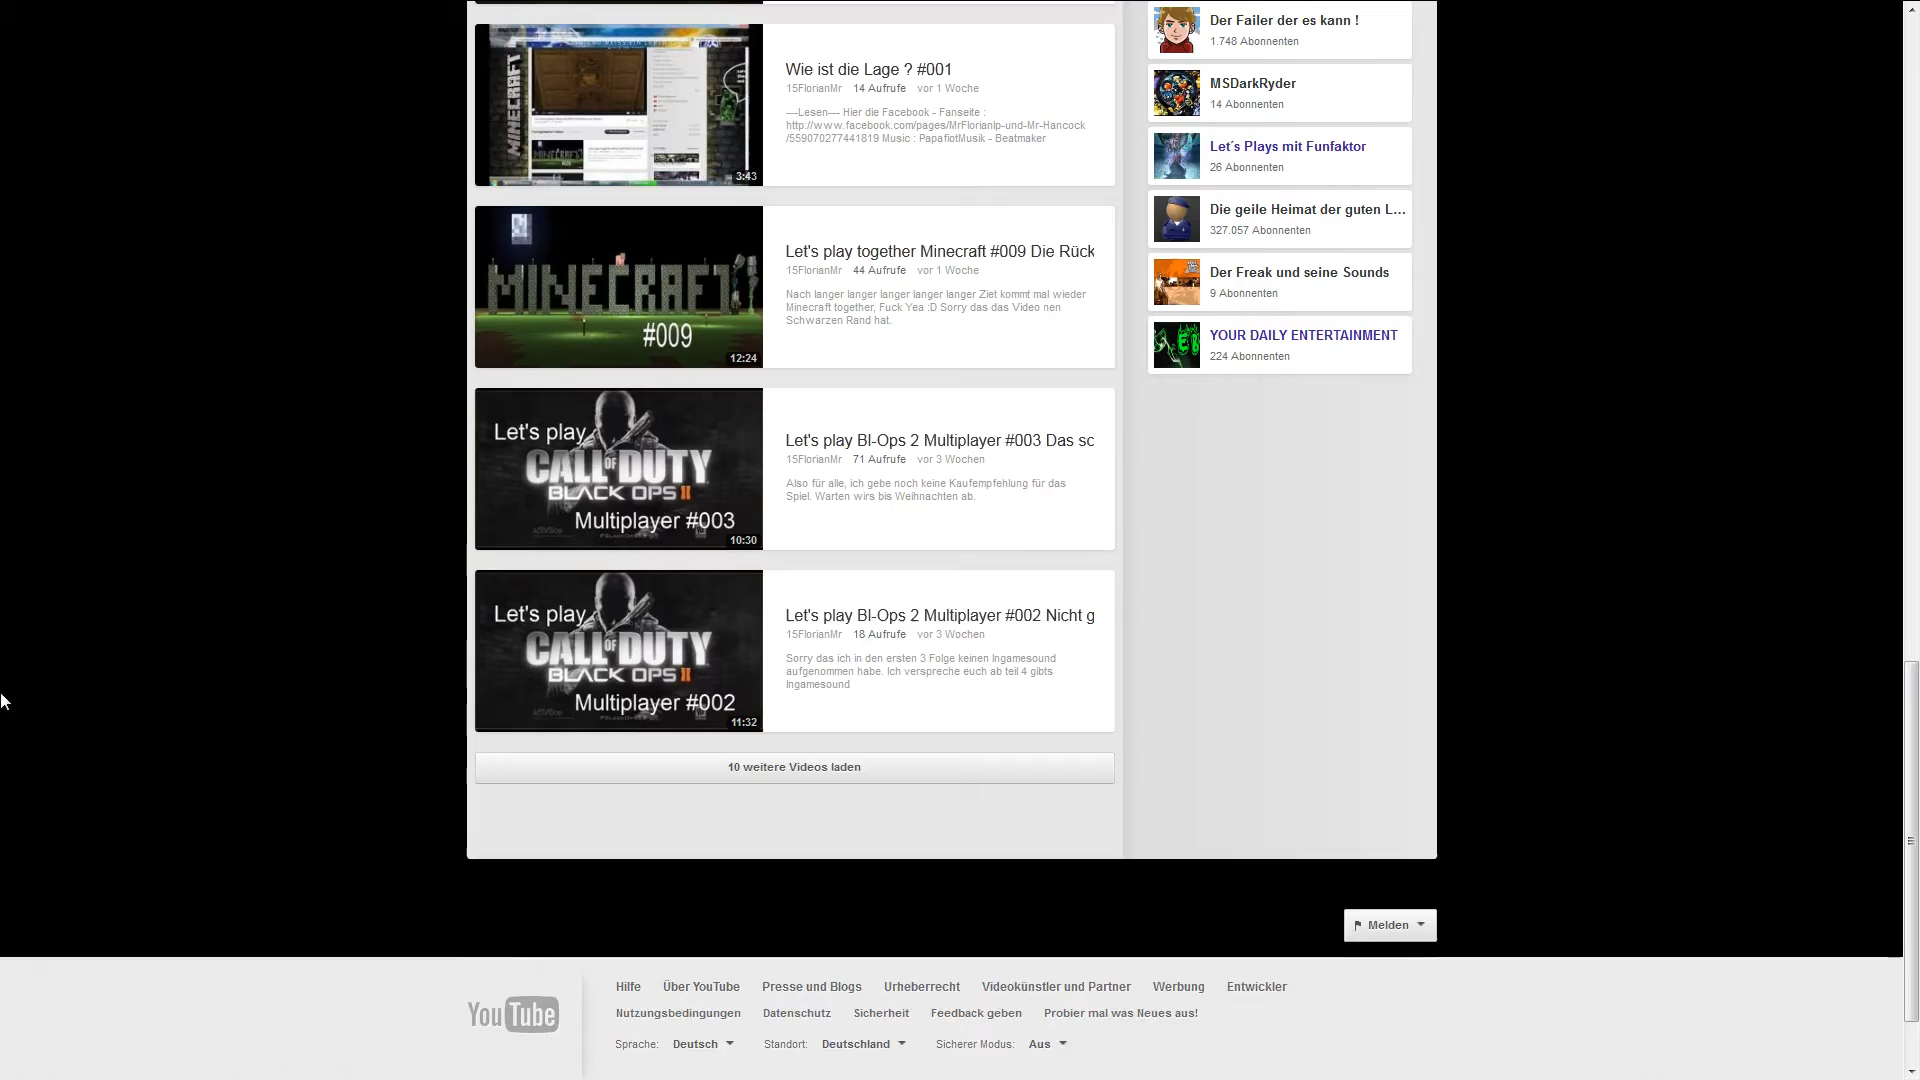 MINECRAFT
3:43
Wie ist die Lage ? #001
15FlorianMr 14 Aufrufe vor 1 Woche
----Lesen---- Hier die Facebook - Fanseite :
http://www.facebook.com/pages/MrFlorianlp-und-Mr-Hancock
/559070277441819 Music : PapafiotMusik - Beatmaker
MINECRAFT
#009
12:24
Let's play together Minecraft #009 Die Rück
15FlorianMr 44 Aufrufe vor 1 Woche
Nach langer langer langer langer langer Ziet kommt mal wieder
Minecraft together, Fuck Yea :D Sorry das das Video nen
Schwarzen Rand hat.
Let's play
CALL OF DUTY
BLACK OPS II
Multiplayer #003
10:30
Let's play Bl-Ops 2 Multiplayer #003 Das sc
15FlorianMr 71 Aufrufe vor 3 Wochen
Also für alle, ich gebe noch keine Kaufempfehlung für das
Spiel. Warten wirs bis Weihnachten ab.
Let's play
CALL OF DUTY
BLACK OPS II
Multiplayer #002
11:32
Let's play Bl-Ops 2 Multiplayer #002 Nicht g
15FlorianMr 18 Aufrufe vor 3 Wochen
Sorry das ich in den ersten 3 Folge keinen Ingamesound
aufgenommen habe. Ich verspreche euch ab teil 4 gibts
Ingamesound
10 weitere Videos laden
Der Failer der es kann !
1.748 Abonnenten
MSDarkRyder
14 Abonnenten
Let´s Plays mit Funfaktor
26 Abonnenten
Die geile Heimat der guten L...
327.057 Abonnenten
Der Freak und seine Sounds
9 Abonnenten
YOUR DAILY ENTERTAINMENT
224 Abonnenten
Melden
YouTube
Hilfe Über YouTube Presse und Blogs Urheberrecht Videokünstler und Partner Werbung Entwickler
Nutzungsbedingungen Datenschutz Sicherheit Feedback geben Probier mal was Neues aus!
Sprache: Deutsch Standort: Deutschland Sicherer Modus: Aus